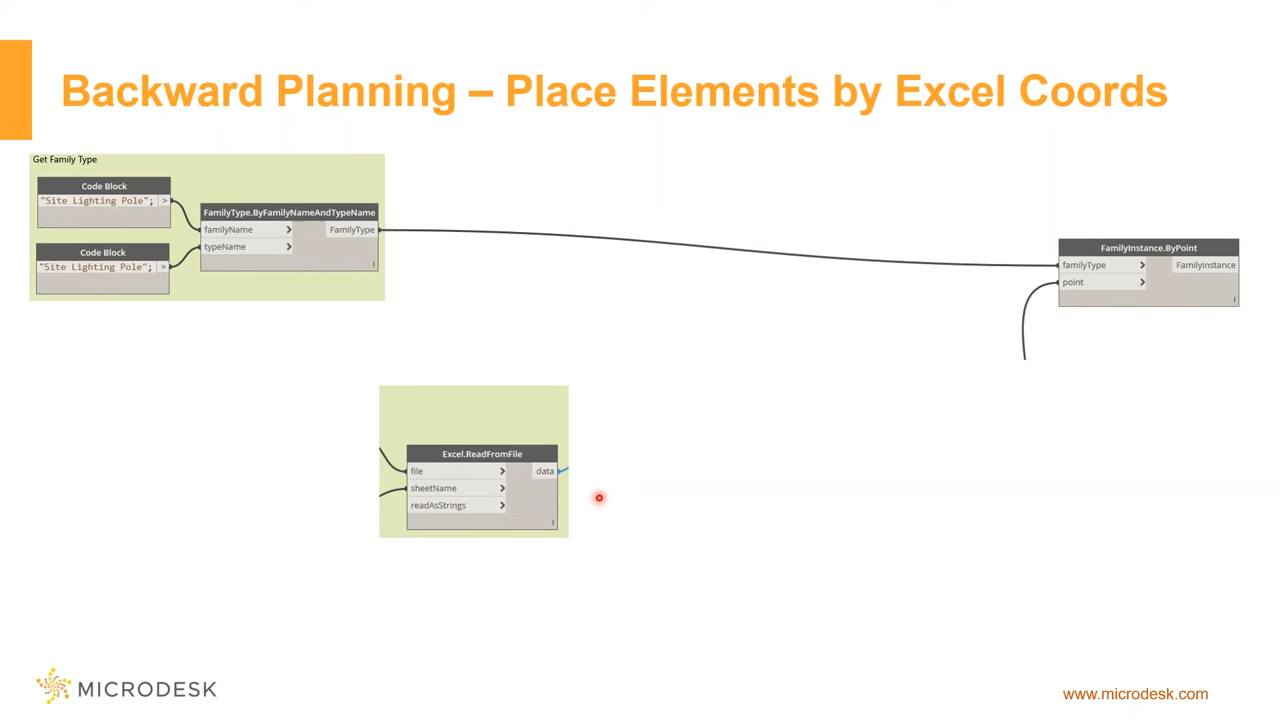 Backward Planning – Place Elements by Excel Coords
Get Family Type
Code Block
"Site Lighting Pole"; >
Code Block
"Site Lighting Pole"; >
FamilyType.ByFamilyNameAndTypeName
familyName > FamilyType
typeName >
FamilyInstance.ByPoint
familyType > FamilyInstance
point >
Excel.ReadFromFile
file > data
sheetName >
readAsStrings >
MICRODESK
www.microdesk.com